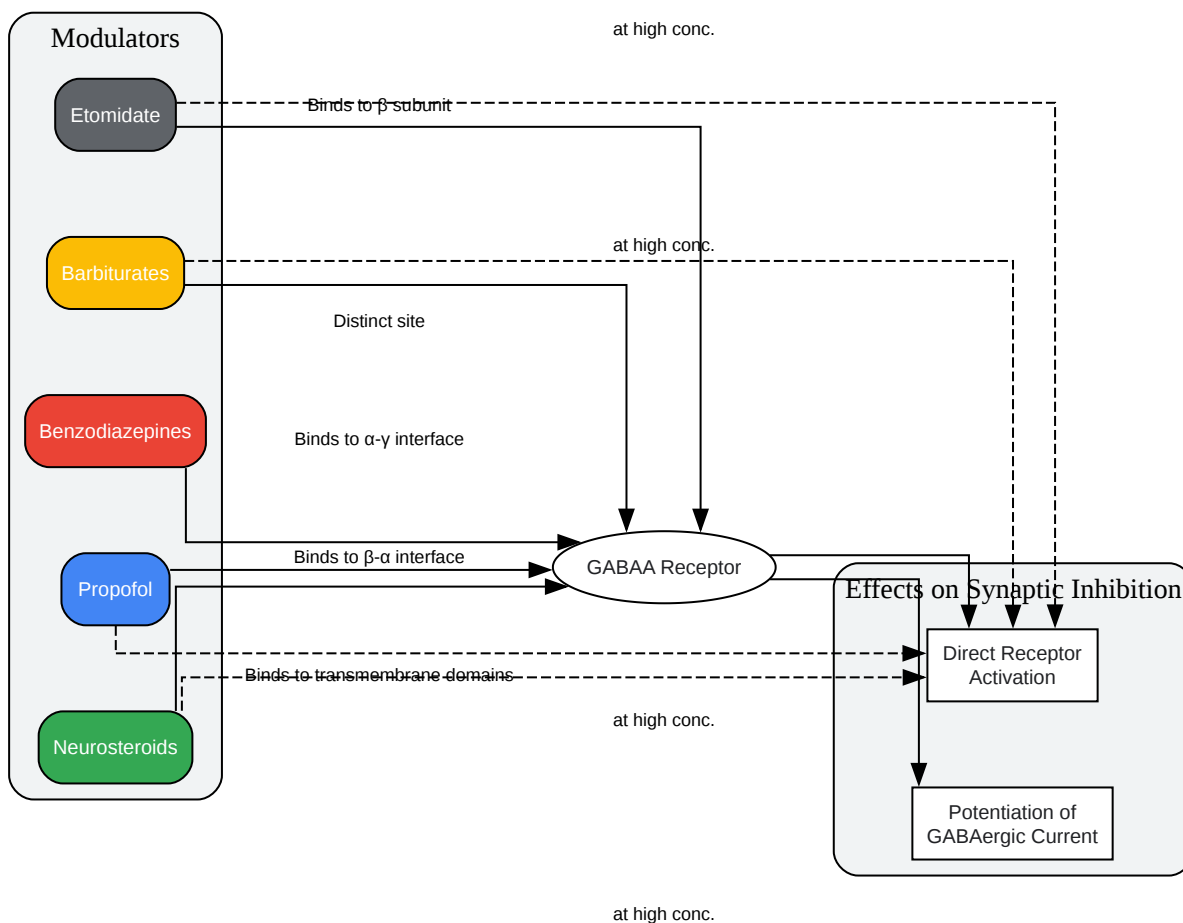 at high conc.
Modulators
Etomidate
Binds to β subunit
Barbiturates
at high conc.
Distinct site
Benzodiazepines
Binds to α-γ interface
Binds to β-α interface
GABAA Receptor
Propofol
Effects on Synaptic Inhibition
Direct Receptor
Activation
Binds to transmembrane domains
at high conc.
Neurosteroids
Potentiation of
GABAergic Current
at high conc.